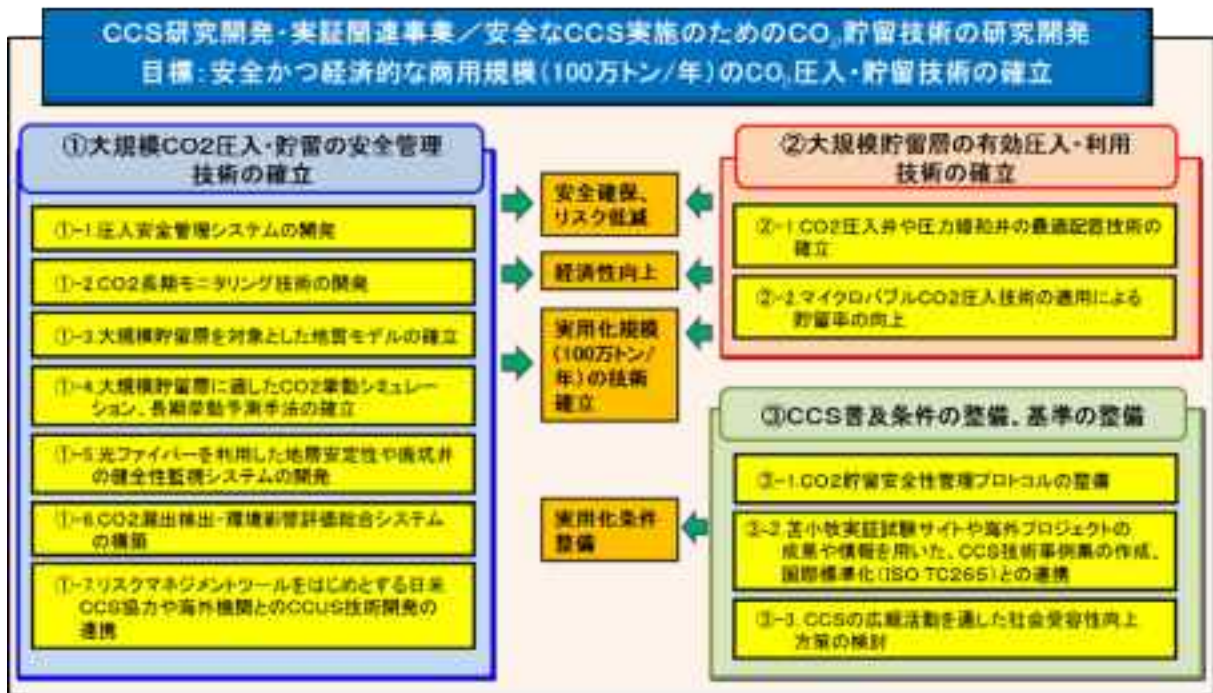 CCS研究開発・実証関連事業／安全なCCS実施のためのCO₂貯留技術の研究開発
目標：安全かつ経済的な商用規模（100万トン/年）のCO₂圧入・貯留技術の確立
①大規模CO2圧入・貯留の安全管理
技術の確立
①-1.圧入安全管理システムの開発
①-2.CO2長期モニタリング技術の開発
①-3.大規模貯留層を対象とした地質モデルの確立
①-4.大規模貯留層に適したCO2挙動シミュレー
ション、長期挙動予測手法の確立
①-5.光ファイバーを利用した地層安定性や廃坑井
の健全性監視システムの開発
①-6.CO2漏出検出・環境影響評価総合システム
の構築
①-7.リスクマネジメントツールをはじめとする日米
CCS協力や海外機関とのCCUS技術開発の
連携
安全確保、
リスク低減
経済性向上
実用化規模
（100万トン/
年）の技術
確立
実用化条件
整備
②大規模貯留層の有効圧入・利用
技術の確立
②-1.CO2圧入井や圧力緩和井の最適配置技術の
確立
②-2.マイクロバブルCO2圧入技術の適用による
貯留率の向上
③CCS普及条件の整備、基準の整備
③-1.CO2貯留安全性管理プロトコルの整備
③-2.苫小牧実証試験サイトや海外プロジェクトの
成果や情報を用いた、CCS技術事例集の作成、
国際標準化（ISO TC265）との連携
③-3.CCSの広報活動を通した社会受容性向上
方策の検討